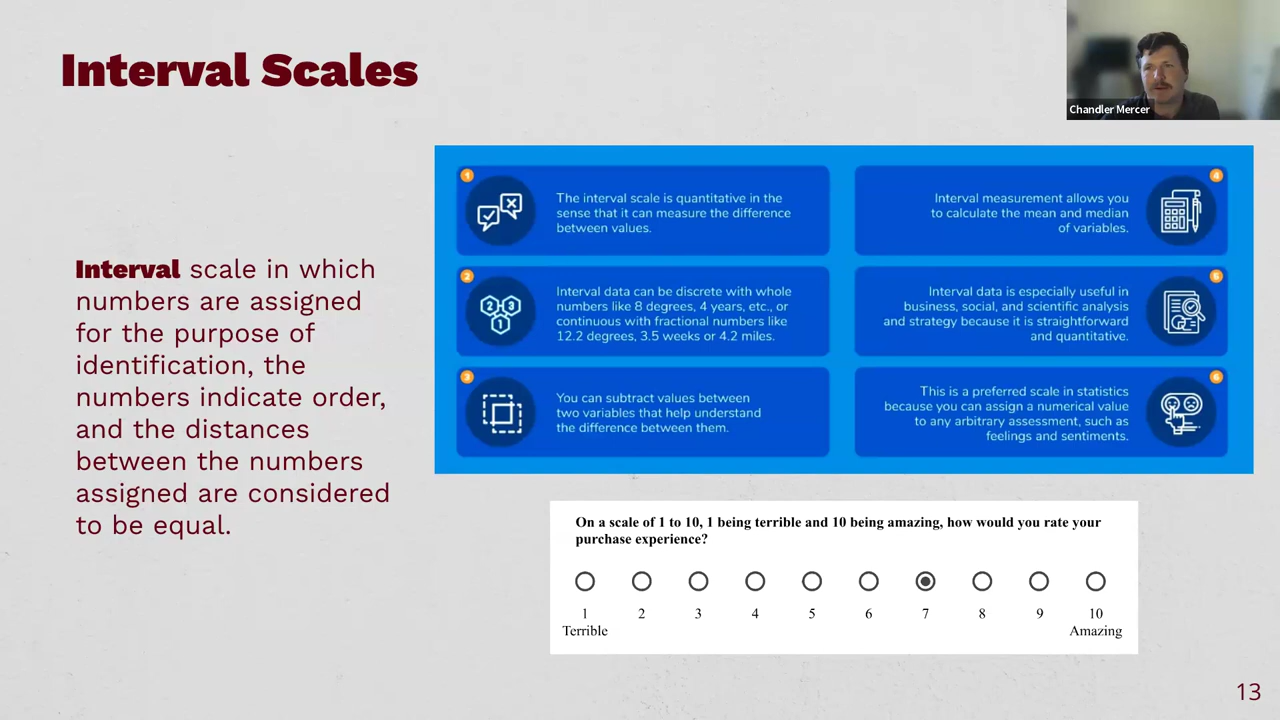 Interval Scales
Chandler Mercer
Interval scale in which
numbers are assigned
for the purpose of
identification, the
numbers indicate order,
and the distances
between the numbers
assigned are considered
to be equal.
1
The interval scale is quantitative in the
sense that it can measure the difference
between values.
2
2 3
1
Interval data can be discrete with whole
numbers like 8 degrees, 4 years, etc., or
continuous with fractional numbers like
12.2 degrees, 3.5 weeks or 4.2 miles.
3
You can subtract values between
two variables that help understand
the difference between them.
4
Interval measurement allows you
to calculate the mean and median
of variables.
6
Interval data is especially useful in
business, social, and scientific analysis
and strategy because it is straightforward
and quantitative.
6
This is a preferred scale in statistics
because you can assign a numerical value
to any arbitrary assessment, such as
feelings and sentiments.
On a scale of 1 to 10, 1 being terrible and 10 being amazing, how would you rate your
purchase experience?
1 2 3 4 5 6 7 8 9 10
Terrible Amazing
13